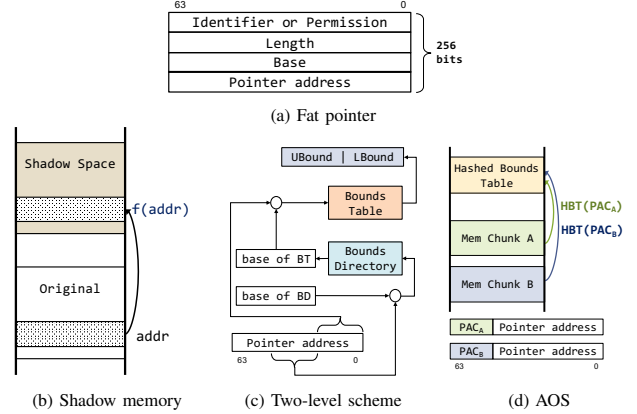 63 0
Identifier or Permission
Length
Base
Pointer address
256
bits
(a) Fat pointer
Shadow Space
f(addr)
Original
addr
(b) Shadow memory
UBound | LBound
Bounds
Table
base of BT
Bounds
Directory
base of BD
Pointer address
63 0
(c) Two-level scheme
Hashed Bounds
Table
HBT(PACA)
HBT(PACB)
Mem Chunk A
Mem Chunk B
PACA Pointer address
PACB Pointer address
63 0
(d) AOS